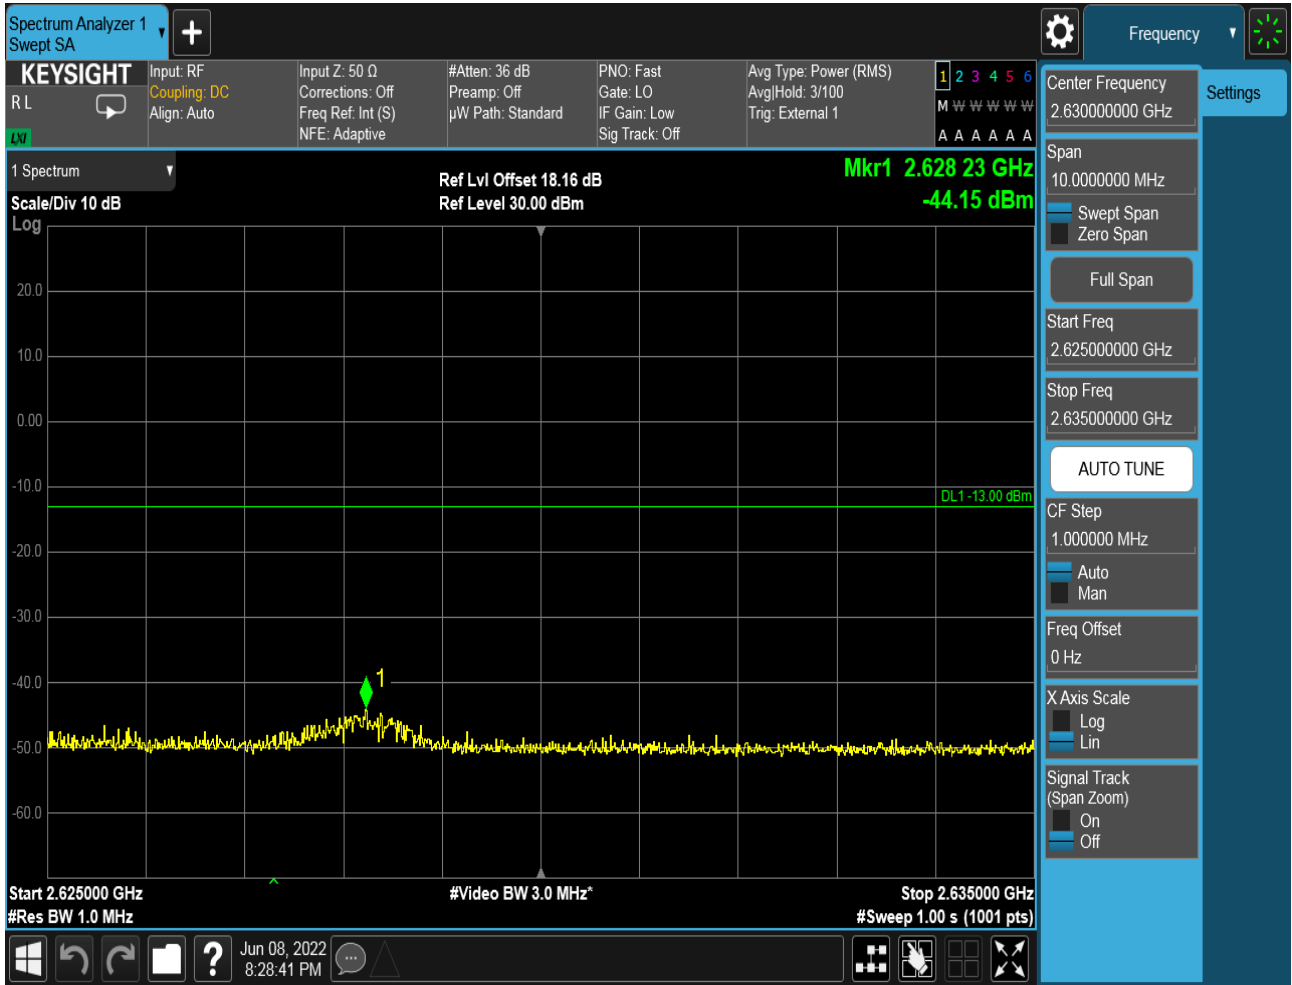 Spectrum Analyzer 1
Swept SA
Frequency
KEYSIGHT
R L
LXI
Input: RF
Coupling: DC
Align: Auto
Input Z: 50 Ω
Corrections: Off
Freq Ref: Int (S)
NFE: Adaptive
#Atten: 36 dB
Preamp: Off
µW Path: Standard
PNO: Fast
Gate: LO
IF Gain: Low
Sig Track: Off
Avg Type: Power (RMS)
Avg|Hold: 3/100
Trig: External 1
1 2 3 4 5 6
M W W W W W
A A A A A A
Center Frequency
2.630000000 GHz
Settings
1 Spectrum
Scale/Div 10 dB
Log
Ref Lvl Offset 18.16 dB
Ref Level 30.00 dBm
Mkr1 2.628 23 GHz
-44.15 dBm
Span
10.0000000 MHz
Swept Span
Zero Span
Full Span
Start Freq
2.625000000 GHz
Stop Freq
2.635000000 GHz
AUTO TUNE
CF Step
1.000000 MHz
Auto
Man
Freq Offset
0 Hz
X Axis Scale
Log
Lin
Signal Track
(Span Zoom)
On
Off
20.0
10.0
0.00
-10.0
DL1 -13.00 dBm
-20.0
-30.0
-40.0
1
-50.0
-60.0
Start 2.625000 GHz
#Video BW 3.0 MHz*
Stop 2.635000 GHz
#Res BW 1.0 MHz
#Sweep 1.00 s (1001 pts)
?
Jun 08, 2022
8:28:41 PM